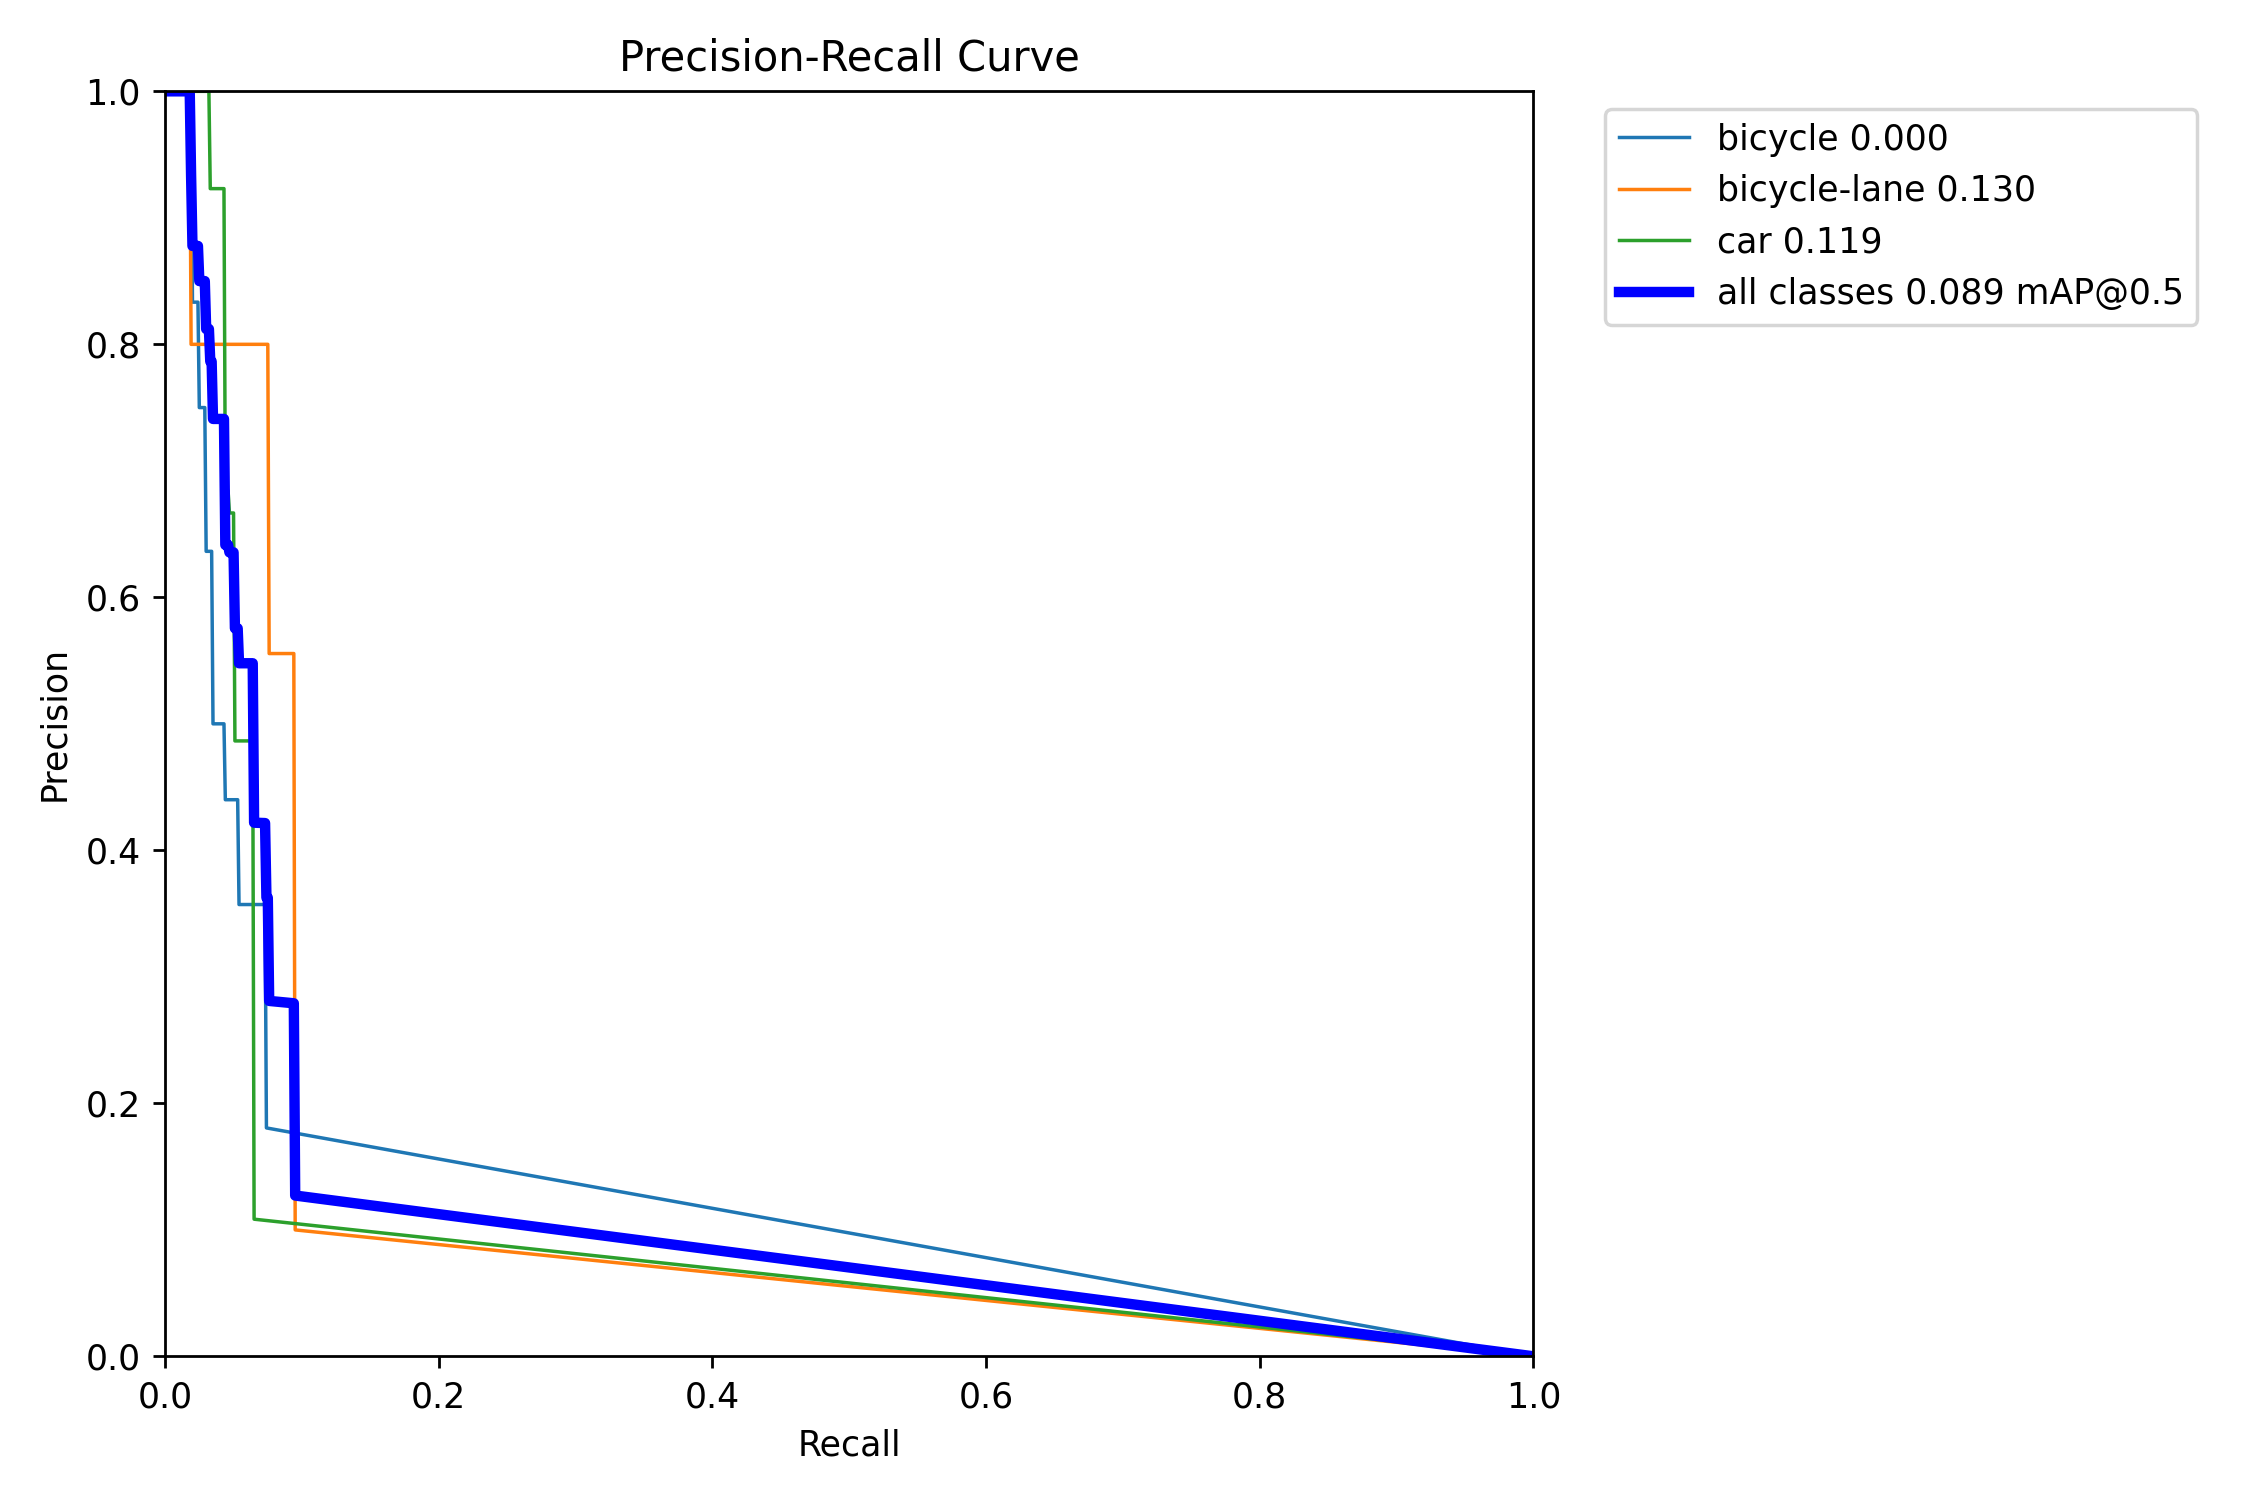 Precision-Recall Curve
1.0
0.8
0.6
0.4
0.2
0.0
Precision
0.0 0.2 0.4 0.6 0.8 1.0
Recall
bicycle 0.000
bicycle-lane 0.130
car 0.119
all classes 0.089 mAP@0.5